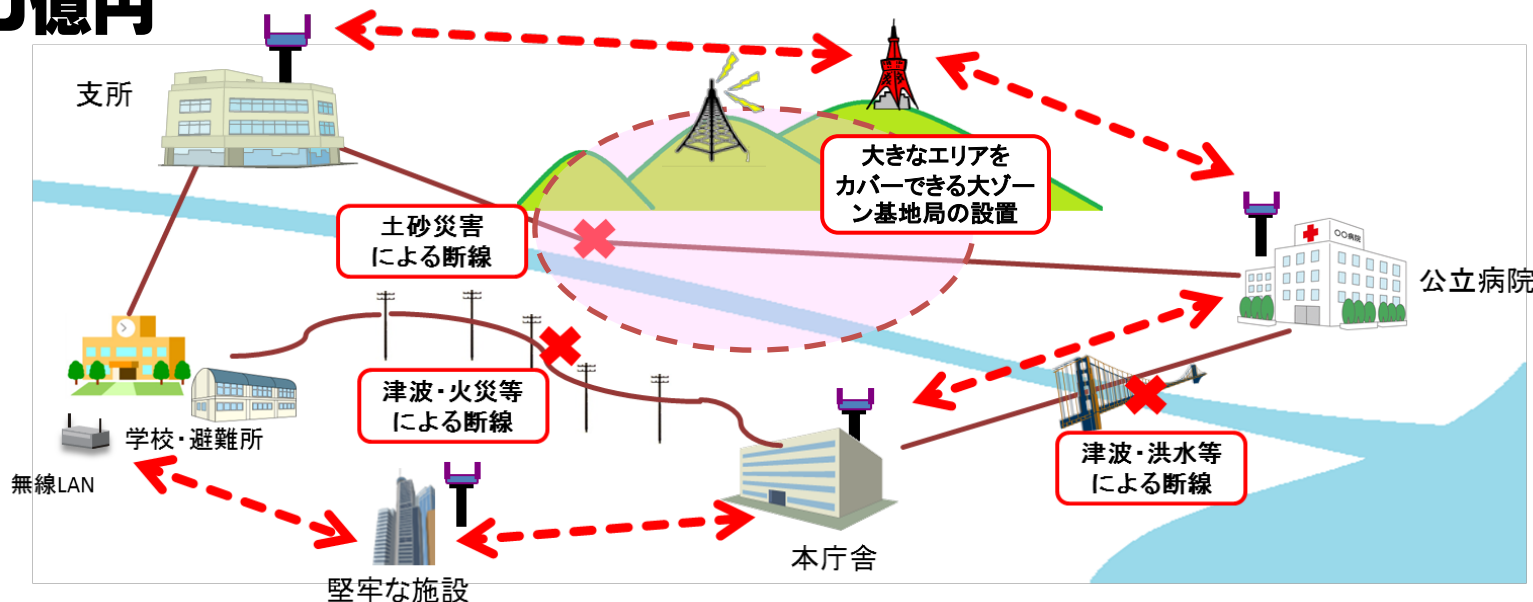 億円
支所
大きなエリアを
カバーできる大ゾー
ン基地局の設置
土砂災害
による断線
〇〇病院
公立病院
津波・火災等
による断線
学校・避難所
無線LAN
津波・洪水等
による断線
本庁舎
堅牢な施設